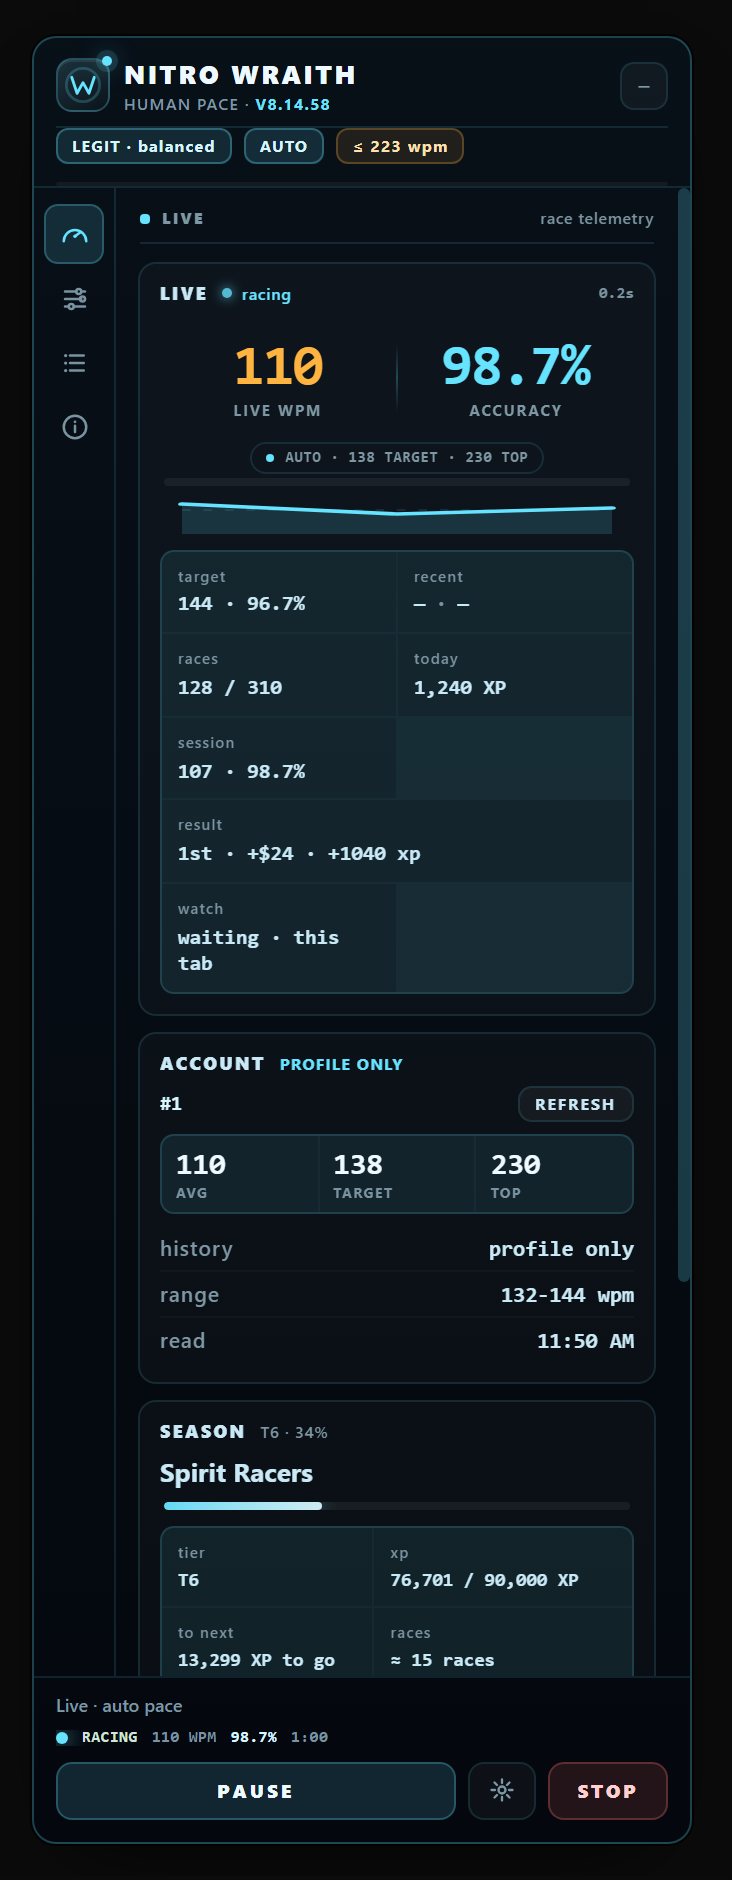 NITRO WRAITH
HUMAN PACE · V8.14.58
–
LEGIT · balanced
AUTO
≤ 223 wpm
LIVE
race telemetry
LIVE racing
0.2s
110
98.7%
LIVE WPM
ACCURACY
AUTO · 138 TARGET · 230 TOP
target
recent
144 · 96.7%
— · —
races
today
128 / 310
1,240 XP
session
107 · 98.7%
result
1st · +$24 · +1040 xp
watch
waiting · this
tab
ACCOUNT PROFILE ONLY
#1
REFRESH
110
138
230
AVG
TARGET
TOP
history
profile only
range
132-144 wpm
read
11:50 AM
SEASON T6 · 34%
Spirit Racers
tier
xp
T6
76,701 / 90,000 XP
to next
races
13,299 XP to go
≈ 15 races
Live · auto pace
RACING 110 WPM 98.7% 1:00
PAUSE
STOP